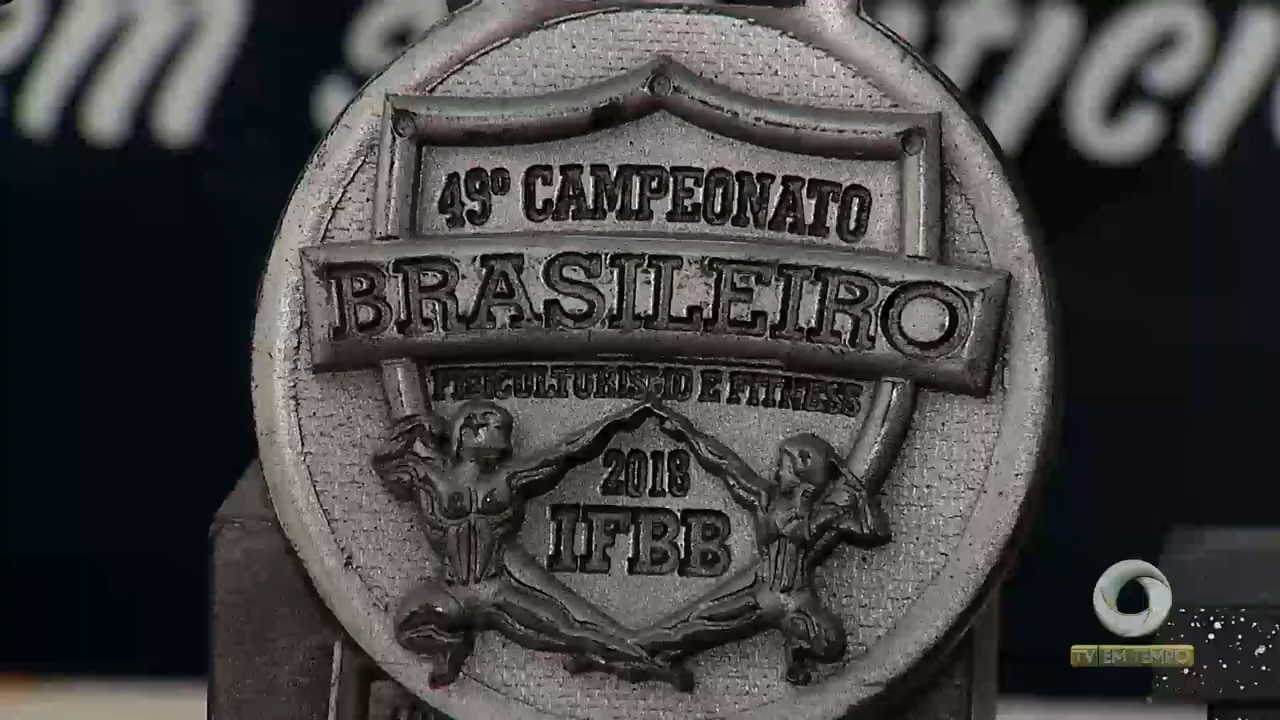 49º CAMPEONATO
BRASILEIRO
FISICULTURISMO E FITNESS
2018
IFBB
TV EM TEMPO